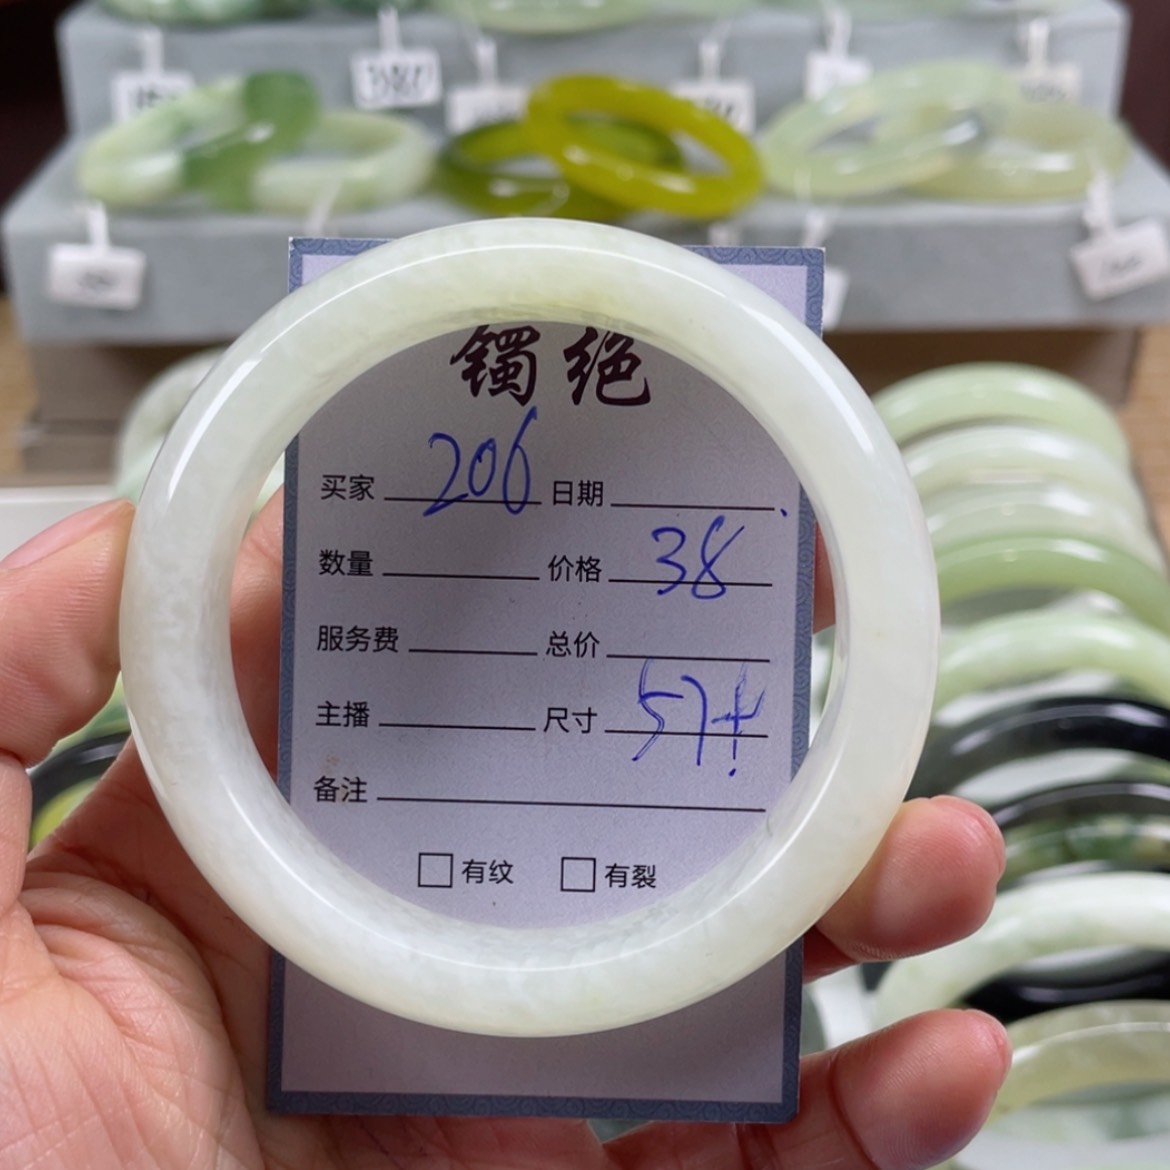 镯绝
买家 206 日期
数量 价格 38
服务费 总价
主播 尺寸 57+
备注
□有纹 □有裂